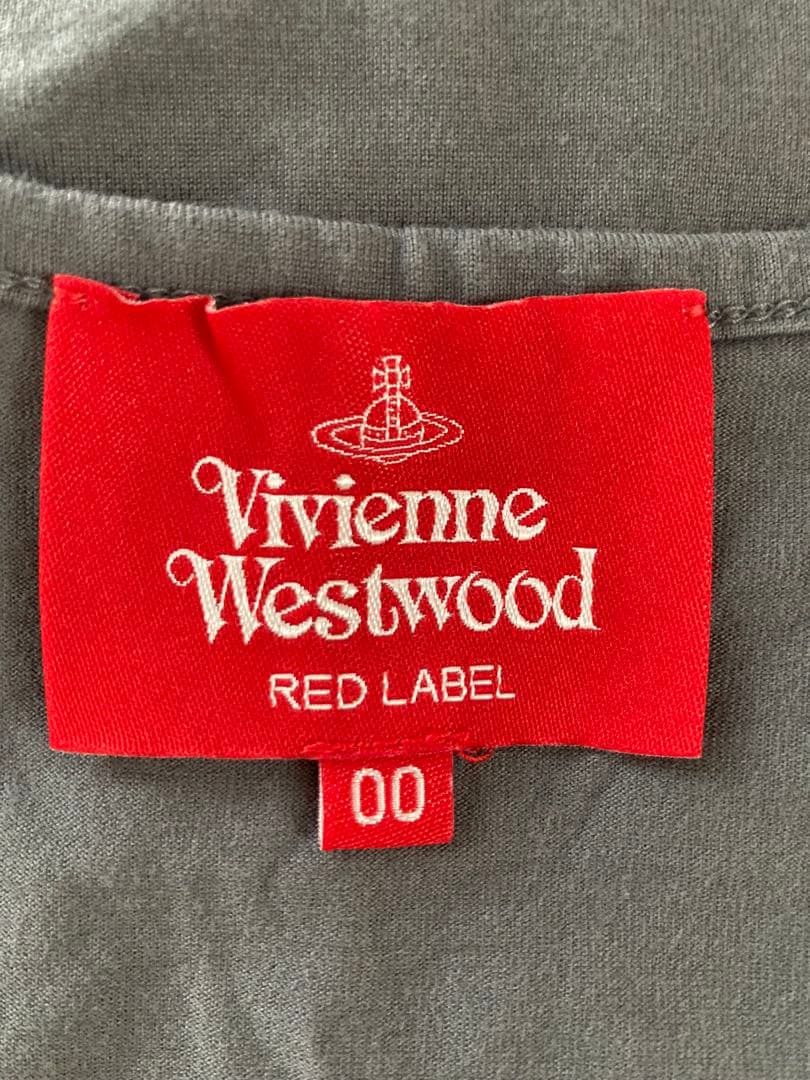 Vivienne
Westwood
RED LABEL
00